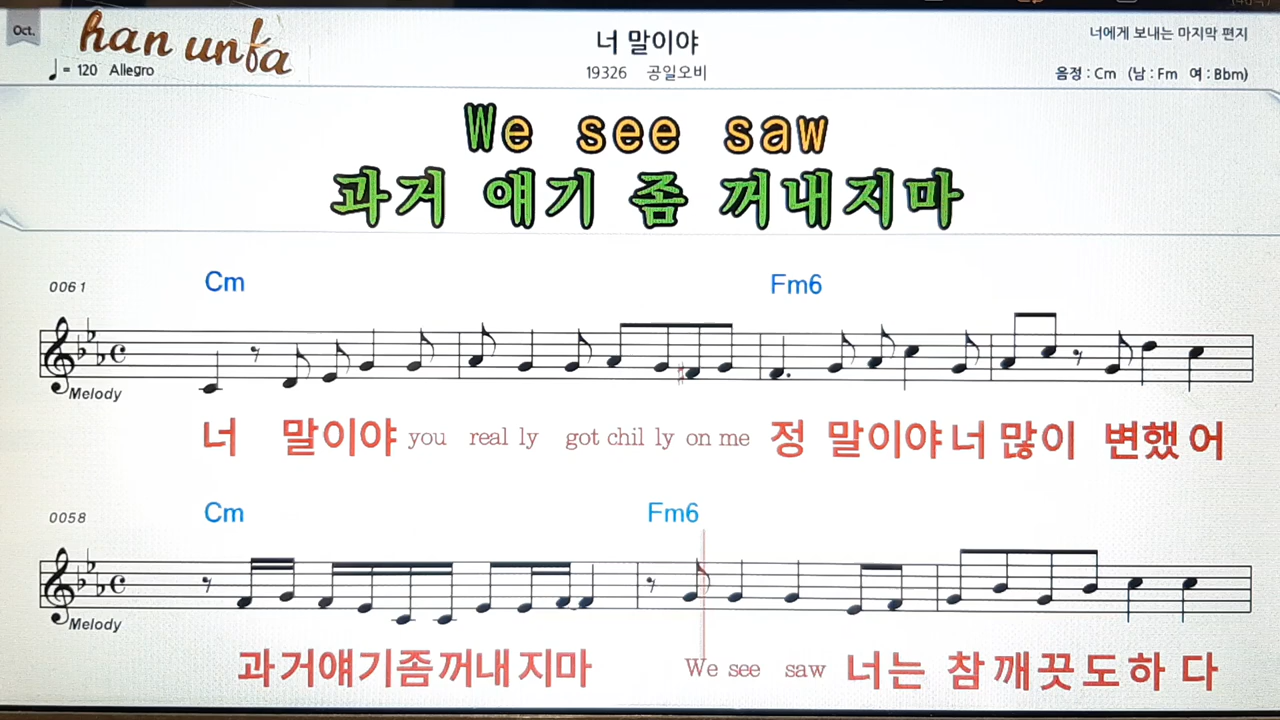 Oct.
han unfa
♩= 120 Allegro
너 말이야
19326 공일오비
너에게 보내는 마지막 편지
음정 : Cm (남 : Fm 여 : Bbm)
We see saw
과거 얘기 좀 꺼내지마
0061
Cm Fm6
Melody
너 말이야 you real ly got chil ly on me 정 말이야 너 많이 변했 어
0058
Cm Fm6
Melody
과거얘기좀꺼내 지마 We see saw 너는 참 깨끗도하 다